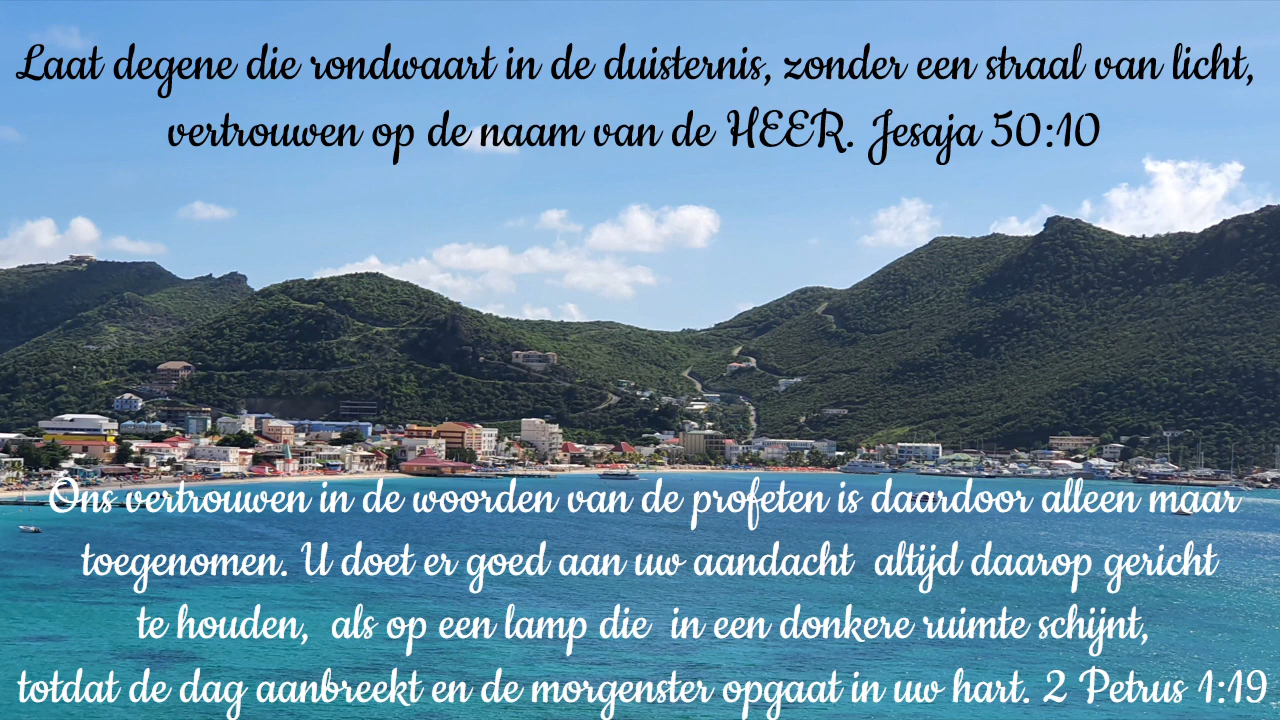 Laat degene die rondwaart in de duisternis, zonder een straal van licht,
vertrouwen op de naam van de HEER. Jesaja 50:10
Ons vertrouwen in de woorden van de profeten is daardoor alleen maar
toegenomen. U doet er goed aan uw aandacht altijd daarop gericht
te houden, als op een lamp die in een donkere ruimte schijnt,
totdat de dag aanbreekt en de morgenster opgaat in uw hart. 2 Petrus 1:19